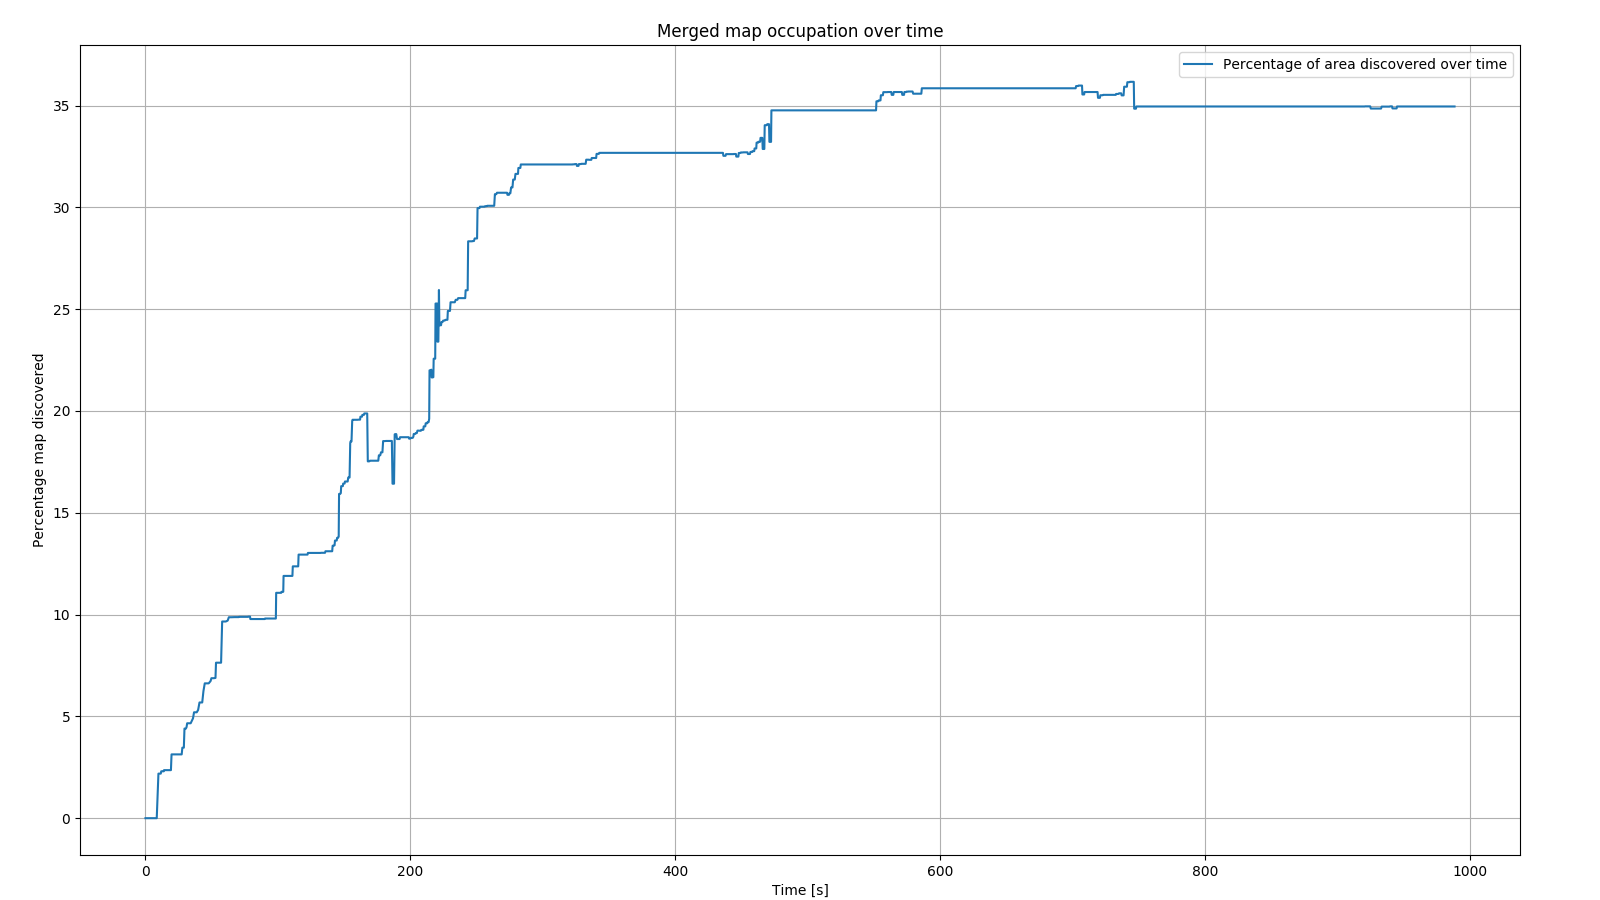 Merged map occupation over time
Percentage of area discovered over time
Percentage map discovered
35
30
25
20
15
10
5
0
0 200 400 600 800 1000
Time [s]